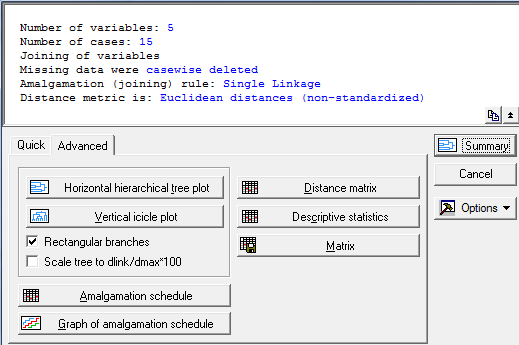 Number of variables: 5
Number of cases: 15
Joining of variables
Missing data were casewise deleted
Amalgamation (joining) rule: Single Linkage
Distance metric is: Euclidean distances (non-standardized)
Quick
Advanced
Summary
Cancel
Options
Horizontal hierarchical tree plot
Vertical icicle plot
Rectangular branches
Scale tree to dlink/dmax*100
Amalgamation schedule
Graph of amalgamation schedule
Distance matrix
Descriptive statistics
Matrix